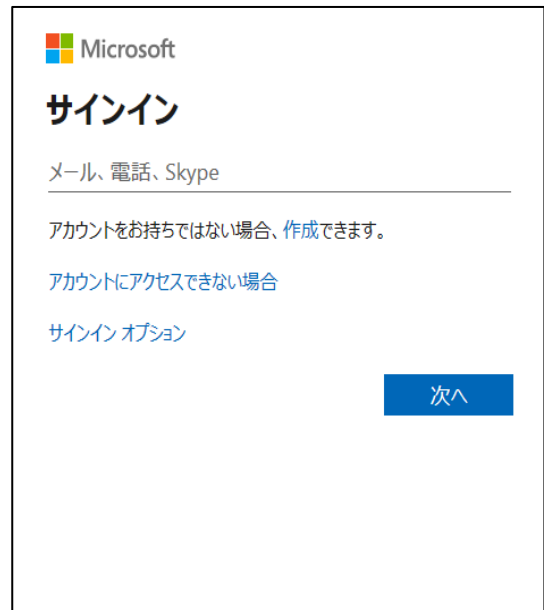 Microsoft
サインイン
メール、電話、Skype
アカウントをお持ちではない場合、作成できます。
アカウントにアクセスできない場合
サインイン オプション
次へ